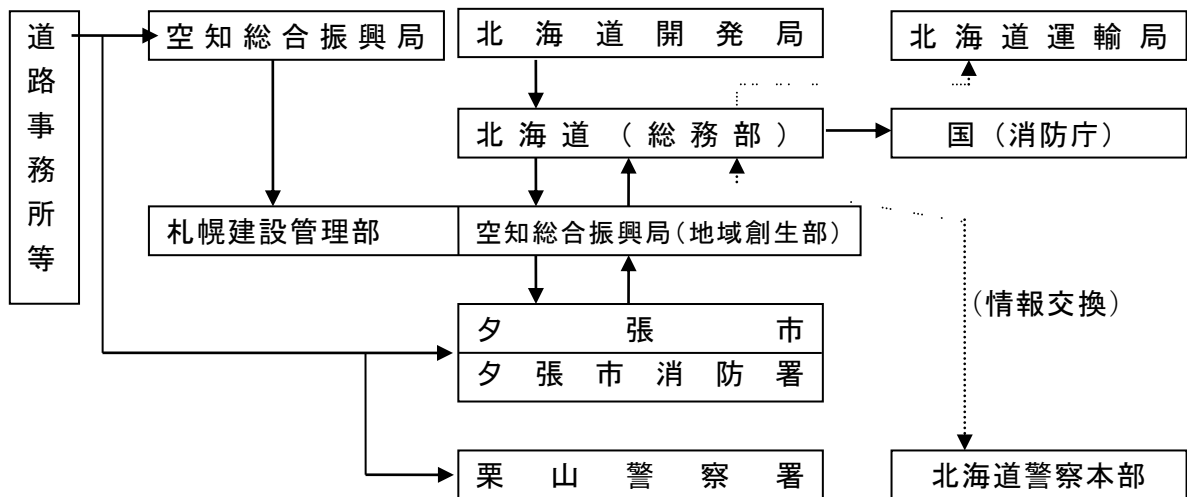 道路事務所等
空知総合振興局
北海道開発局
北海道運輸局
北海道(総務部)
国(消防庁)
札幌建設管理部
空知総合振興局(地域創生部)
(情報交換)
夕張市
夕張市消防署
栗山警察署
北海道警察本部